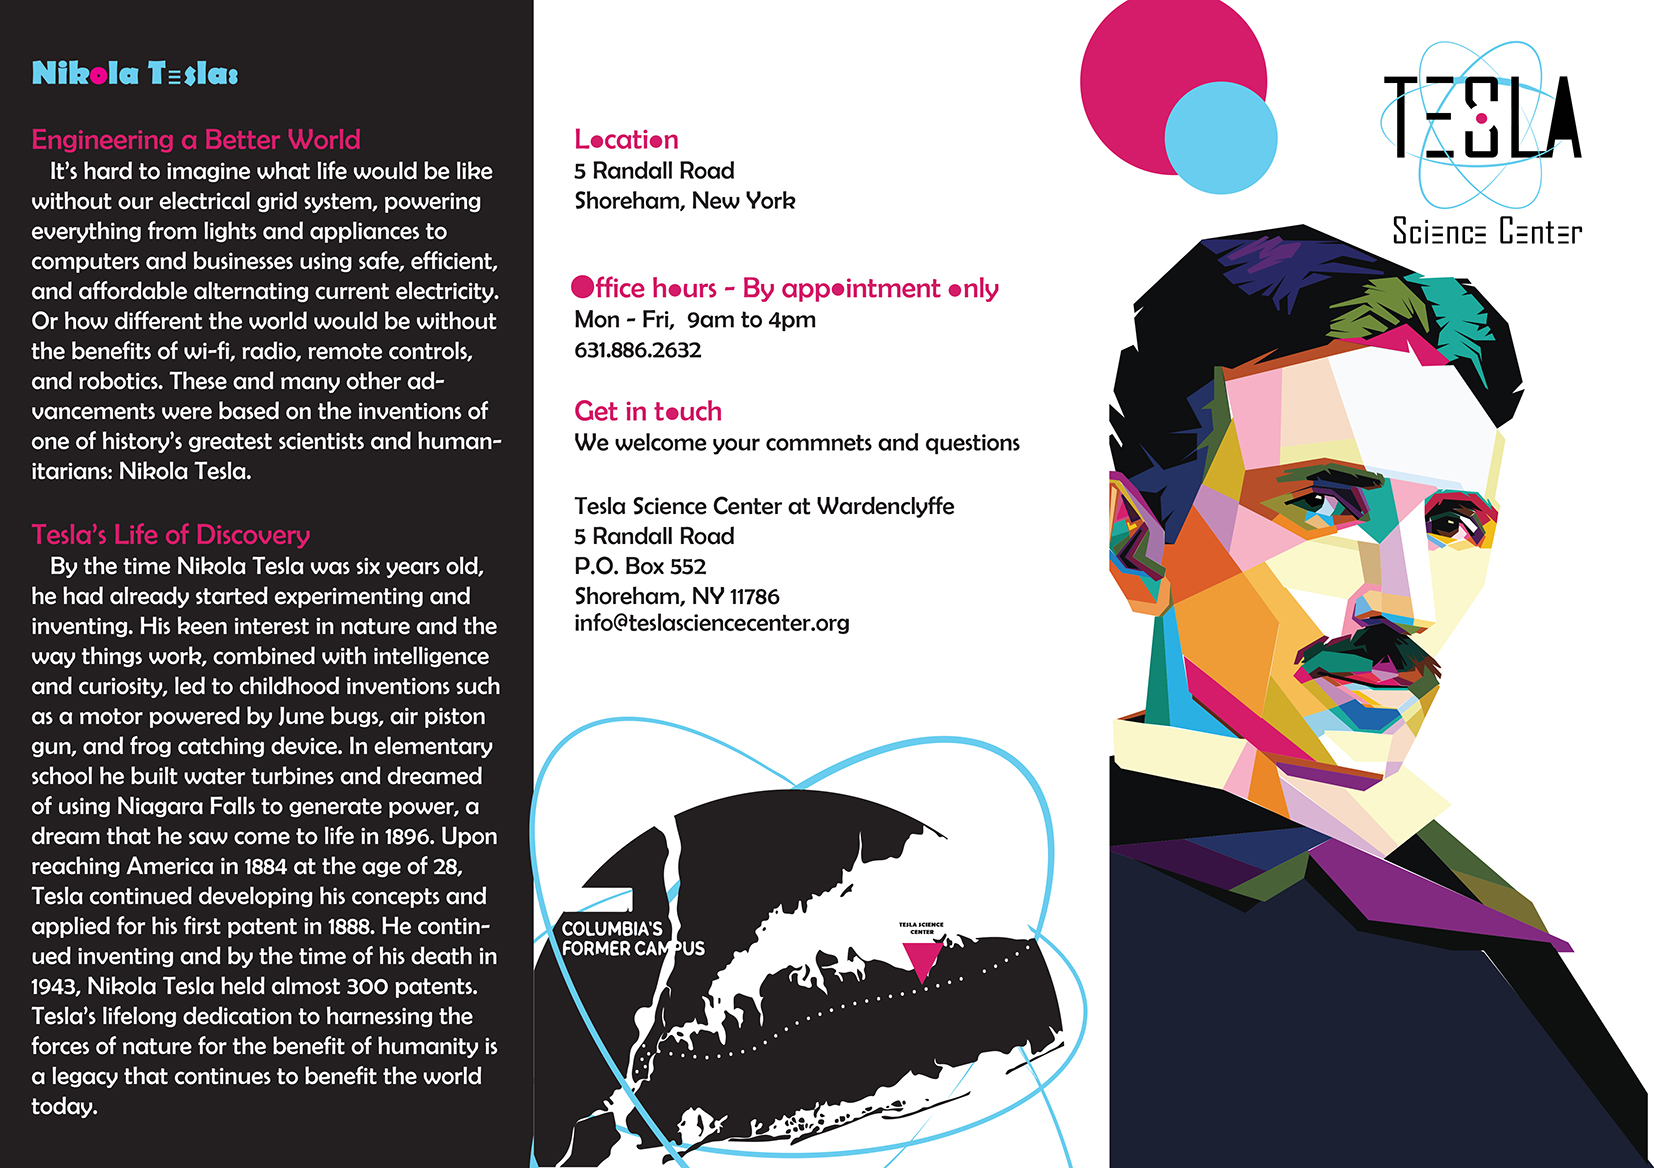 Nikola Tesla:
Engineering a Better World
It's hard to imagine what life would be like
without our electrical grid system, powering
everything from lights and appliances to
computers and businesses using safe, efficient,
and affordable alternating current electricity.
Or how different the world would be without
the benefits of wi-fi, radio, remote controls,
and robotics. These and many other ad-
vancements were based on the inventions of
one of history's greatest scientists and human-
itarians: Nikola Tesla.
Tesla's Life of Discovery
By the time Nikola Tesla was six years old,
he had already started experimenting and
inventing. His keen interest in nature and the
way things work, combined with intelligence
and curiosity, led to childhood inventions such
as a motor powered by June bugs, air piston
gun, and frog catching device. In elementary
school he built water turbines and dreamed
of using Niagara Falls to generate power, a
dream that he saw come to life in 1896. Upon
reaching America in 1884 at the age of 28,
Tesla continued developing his concepts and
applied for his first patent in 1888. He contin-
ued inventing and by the time of his death in
1943, Nikola Tesla held almost 300 patents.
Tesla's lifelong dedication to harnessing the
forces of nature for the benefit of humanity is
a legacy that continues to benefit the world
today.
Location
5 Randall Road
Shoreham, New York
Office hours - By appointment only
Mon - Fri, 9am to 4pm
631.886.2632
Get in touch
We welcome your commnets and questions
Tesla Science Center at Wardenclyffe
5 Randall Road
P.O. Box 552
Shoreham, NY 11786
info@teslasciencecenter.org
COLUMBIA'S
FORMER CAMPUS
TESLA SCIENCE
CENTER
TESLA
Science Center